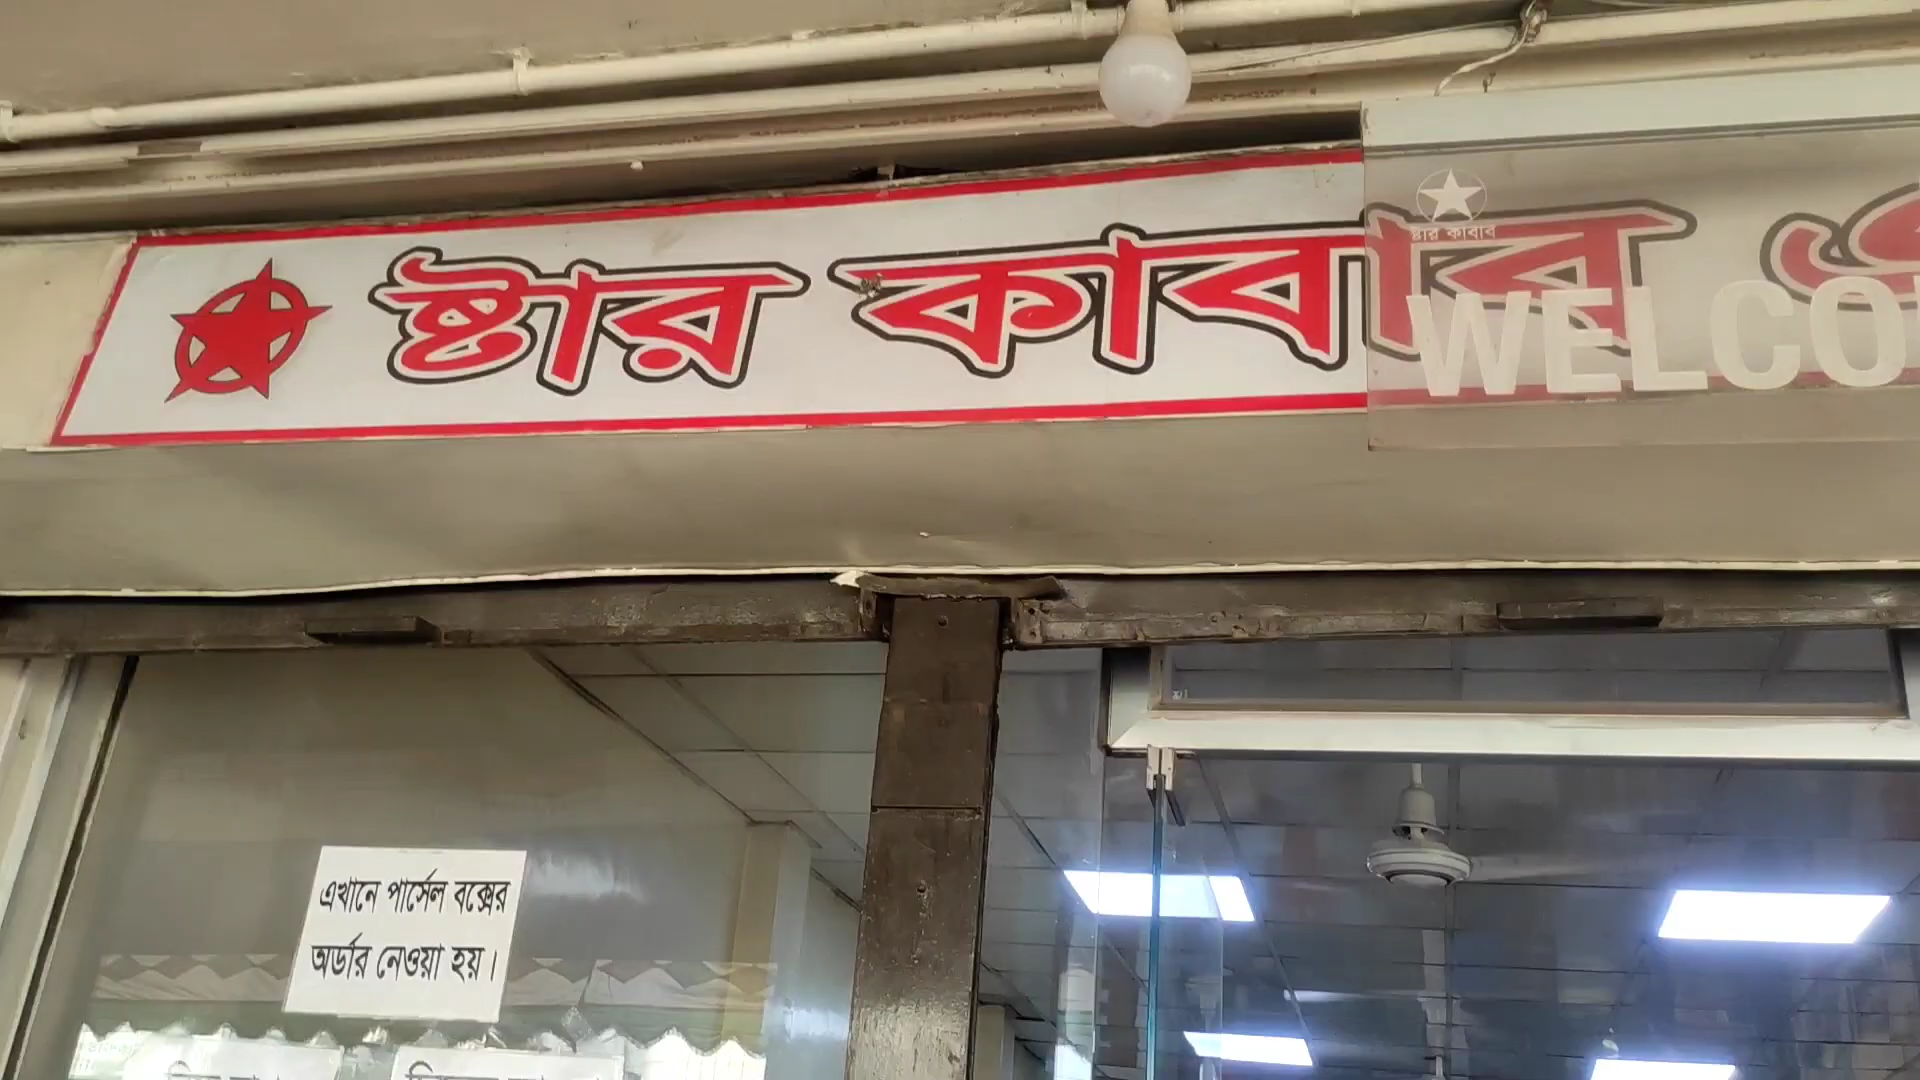 ষ্টার কাবাব এ
ষ্টার কাবাব
WELCO
এখানে পার্সেল বক্সের
অর্ডার নেওয়া হয়।